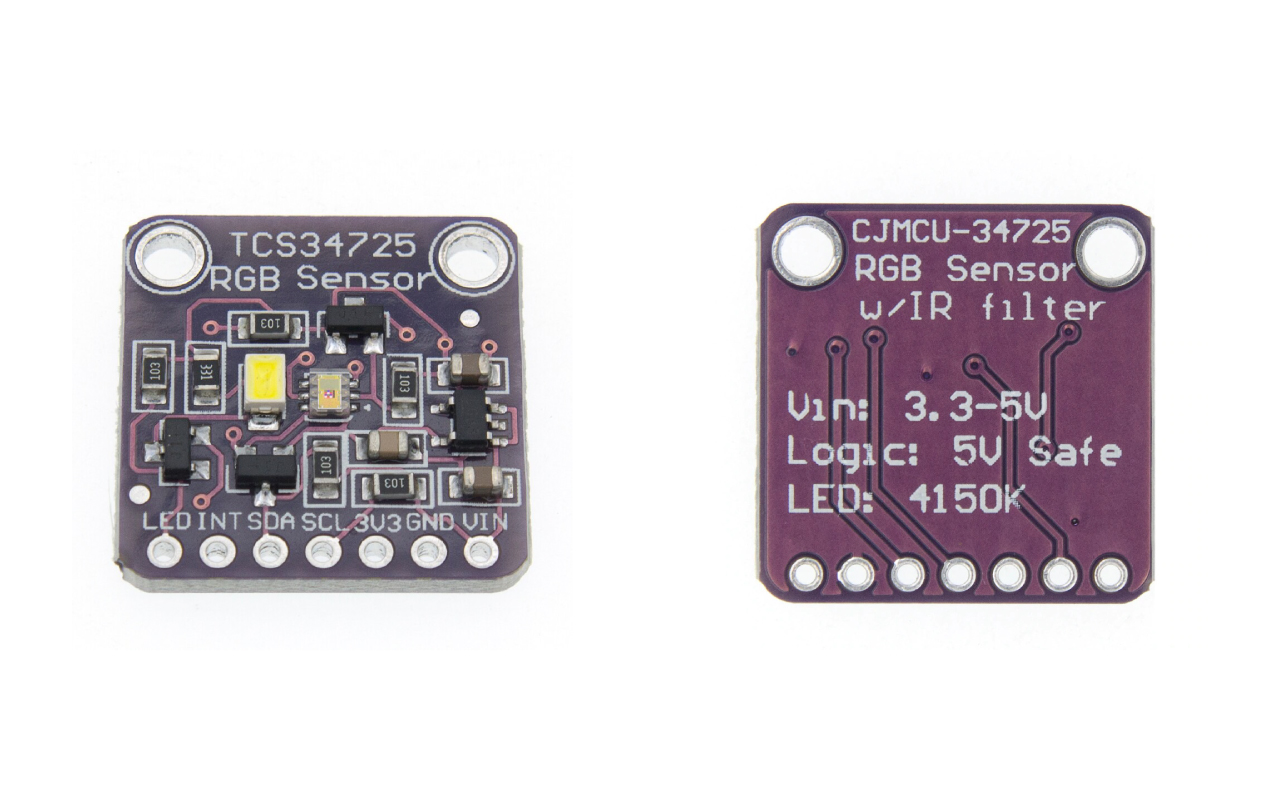 TCS34725
RGB Sensor
103
103
331
103
103
103
LED INT SDA SCL 3V3 GND VIN
CJMCU-34725
RGB Sensor
w/IR filter
Vin: 3.3-5V
Logic: 5V Safe
LED: 4150K